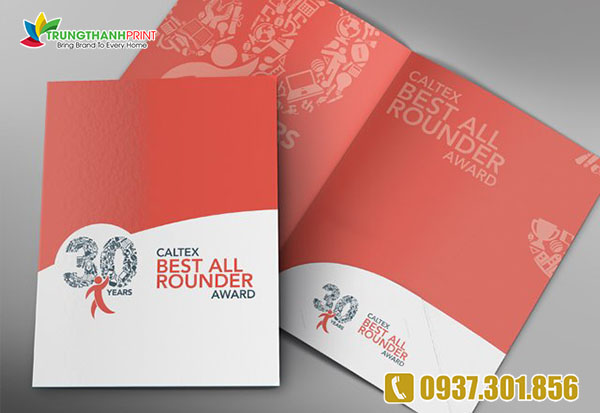 TRUNGTHANHPRINT
Bring Brand To Every Home
30
YEARS
CALTEX
BEST ALL
ROUNDER
AWARD
RS
CALTEX
BEST ALL
ROUNDER
AWARD
30
YEARS
CALTEX
BEST ALL
ROUNDER
AWARD
0937.301.856